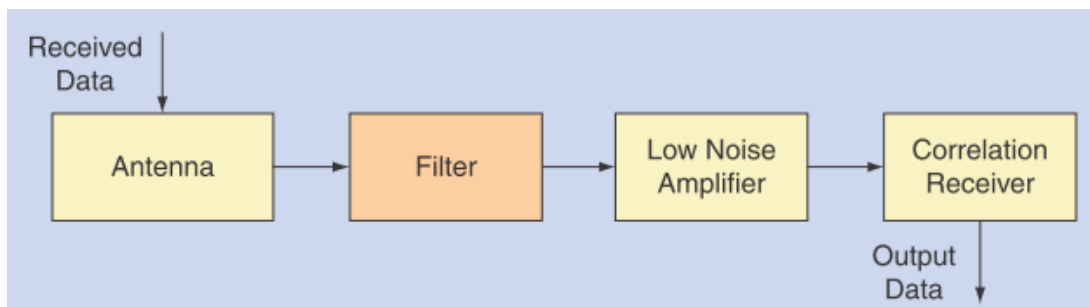 Received
Data
Antenna
Filter
Low Noise
Amplifier
Correlation
Receiver
Output
Data